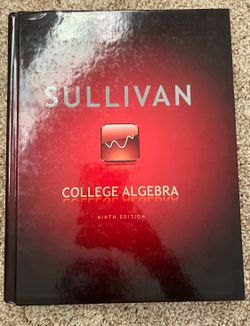 SULLIVAN
COLLEGE ALGEBRA
NINTH EDITION